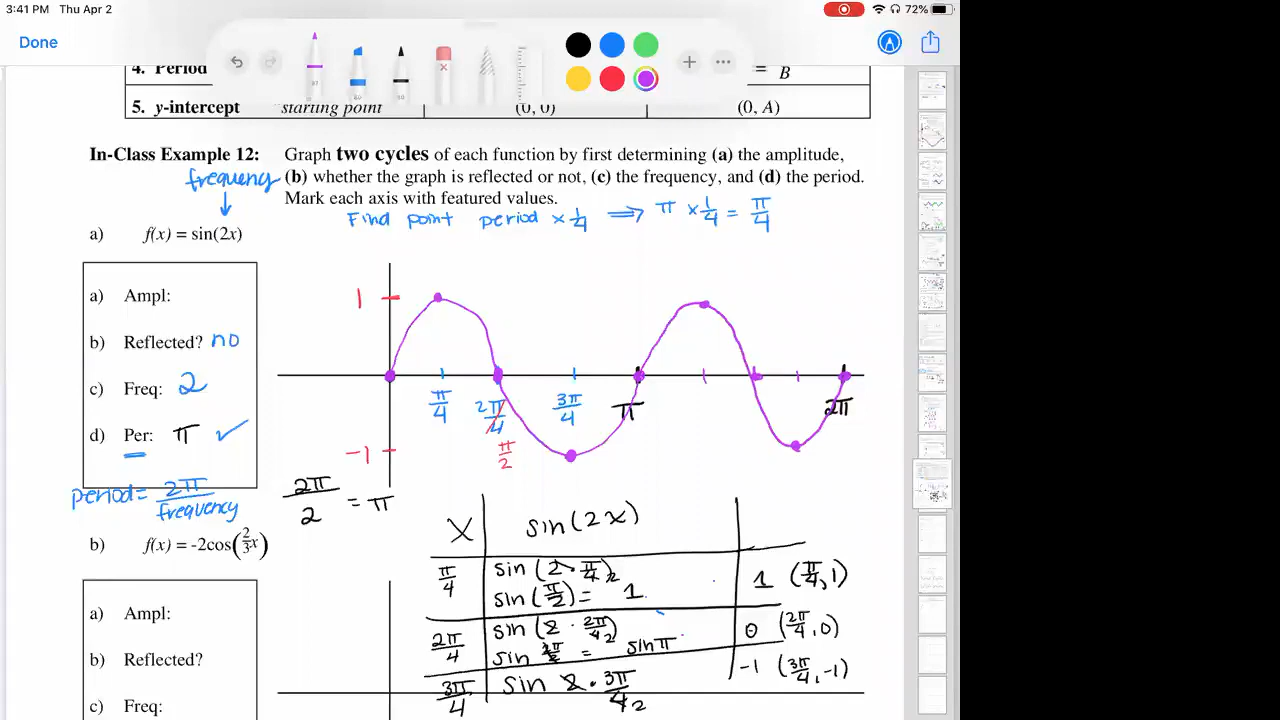 3:41 PM Thu Apr 2 72%
Done
4. Period = B
5. y-intercept "starting point (0, 0) (0, A)
In-Class Example 12: Graph two cycles of each function by first determining (a) the amplitude,
(b) whether the graph is reflected or not, (c) the frequency, and (d) the period.
Mark each axis with featured values.
frequency
Find point period × 1/4 ⟹ π × 1/4 = π/4
a) f(x) = sin(2x)
a) Ampl:
b) Reflected? no
c) Freq: 2
d) Per: π ✓
1
π/4 2π/4 3π/4 π 2π
π/2
-1
period = 2π/frequency
2π/2 = π
X sin(2x)
π/4 sin(2·π/4 2)
sin(π/2) = 1 1 (π/4, 1)
2π/4 sin(2·2π/4 2) 0 (2π/4, 0)
sin = sin π
3π/4 sin 2·3π/4 2 -1 (3π/4, -1)
b) f(x) = -2cos(2/3x)
a) Ampl:
b) Reflected?
c) Freq: